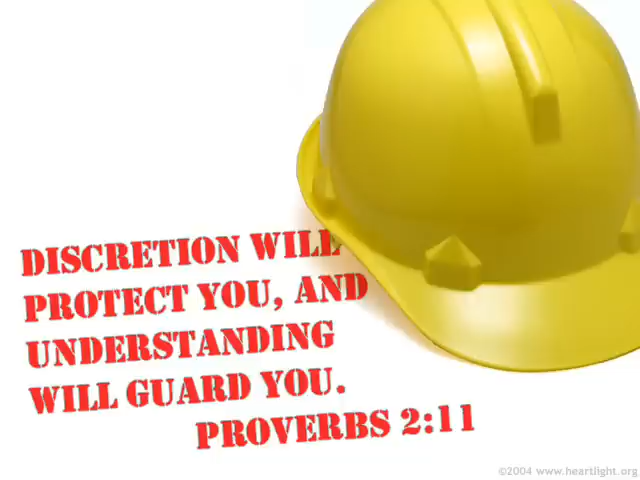 DISCRETION WILL
PROTECT YOU, AND
UNDERSTANDING
WILL GUARD YOU.
PROVERBS 2:11
©2004 www.heartlight.org